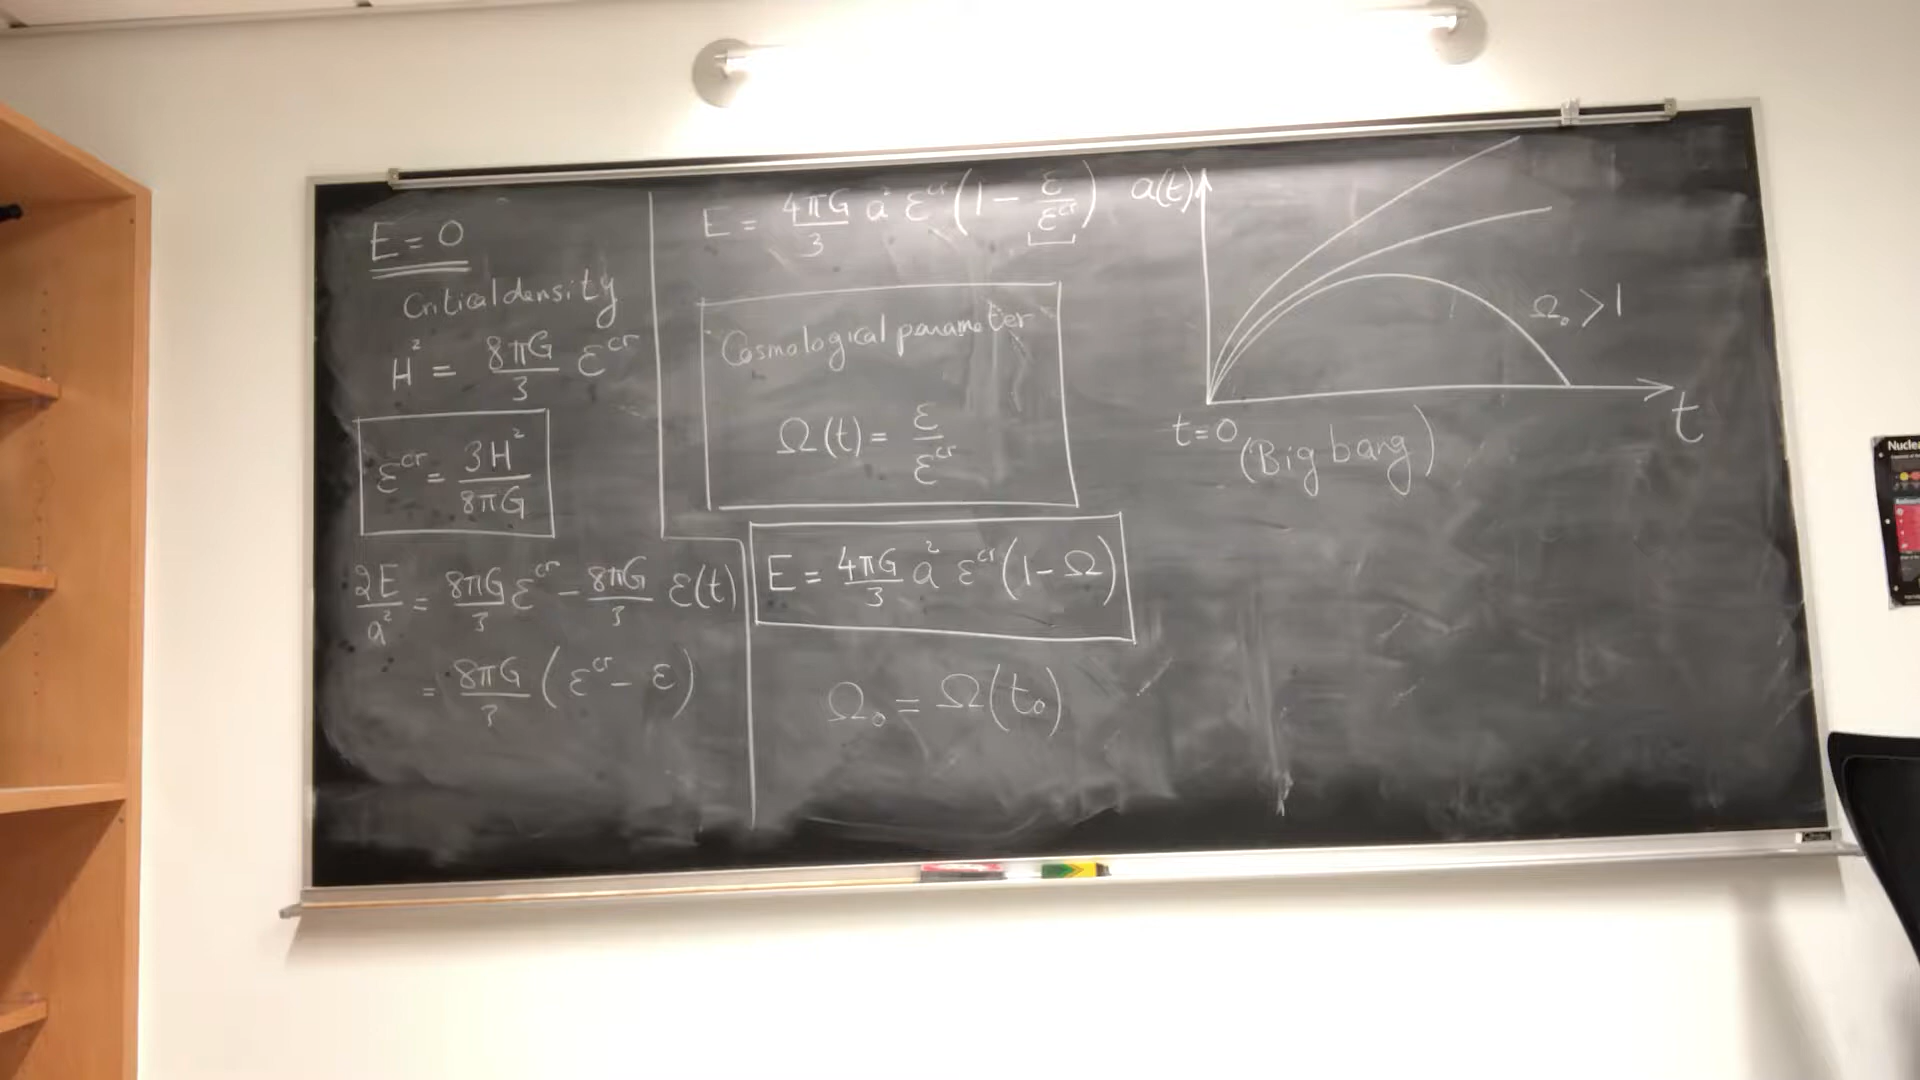 E = 0
Critical density
H² = 8πG/3 ε^cr
ε^cr = 3H²/8πG
2E/a² = 8πG/3 ε^cr − 8πG/3 ε(t)
= 8πG/3 (ε^cr − ε)
E = 4πG/3 a² ε^cr (1 − ε/ε^cr)
Cosmological parameter
Ω(t) = ε/ε^cr
E = 4πG/3 a² ε^cr (1 − Ω)
Ω₀ = Ω(t₀)
a(t)
Ω₀ > 1
t
t = 0
(Big bang)
Nuclea